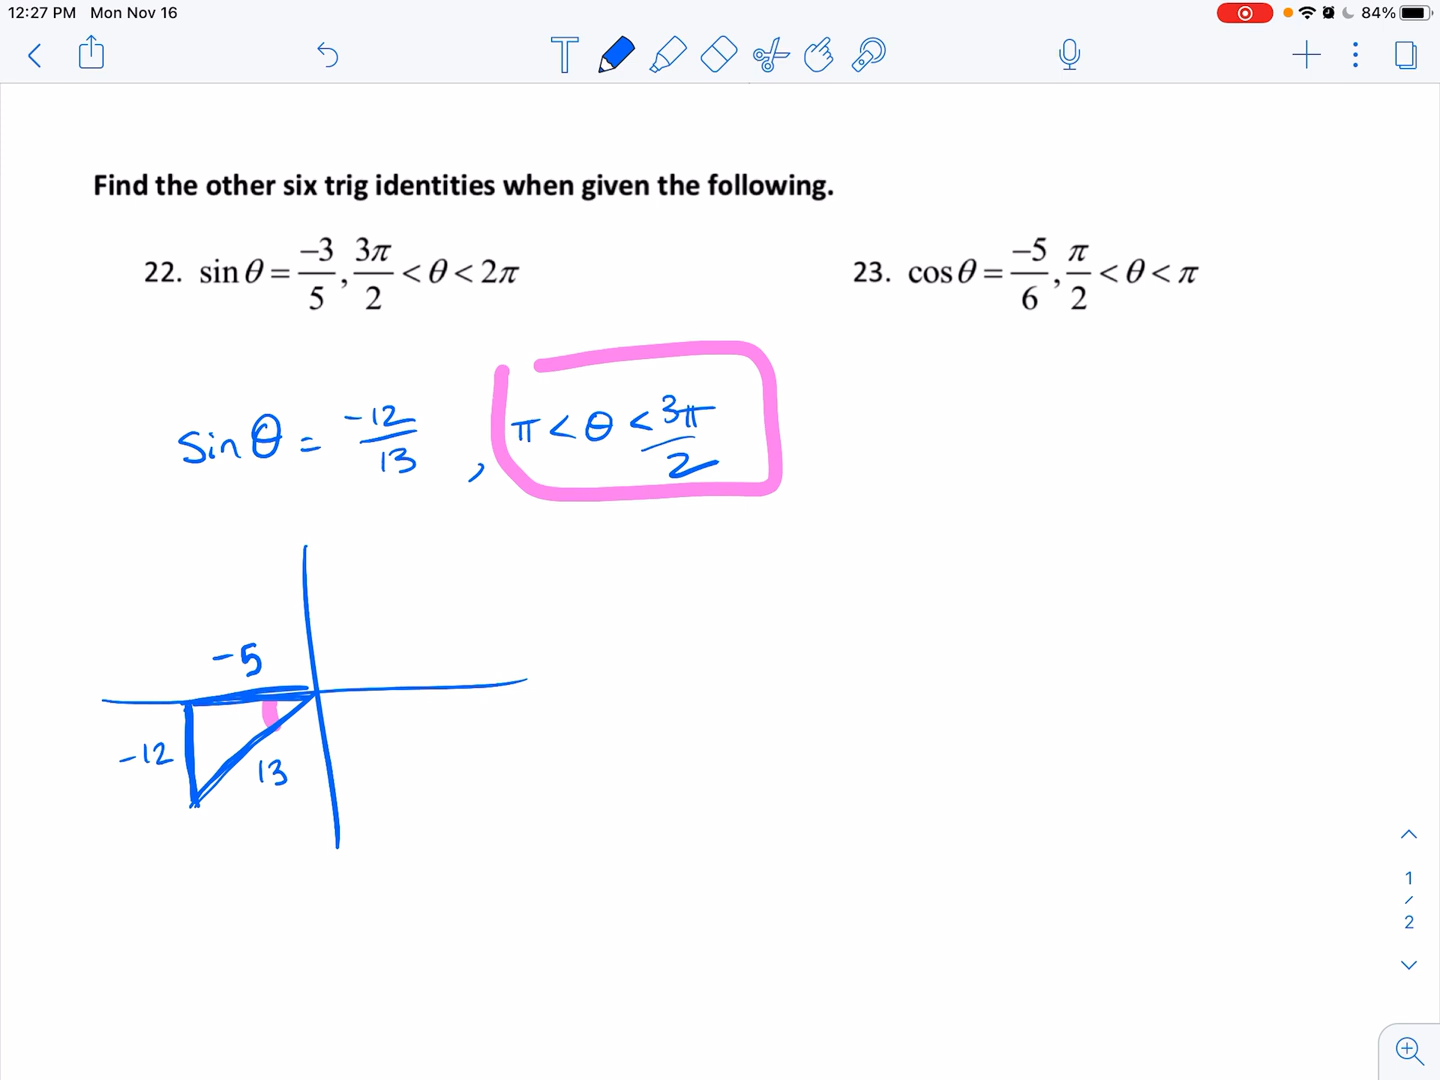 12:27 PM Mon Nov 16 84%
Find the other six trig identities when given the following.
22. sin θ = -3/5, 3π/2 < θ < 2π
23. cos θ = -5/6, π/2 < θ < π
sin θ = -12/13, π < θ < 3π/2
-5
-12
13
1
/
2